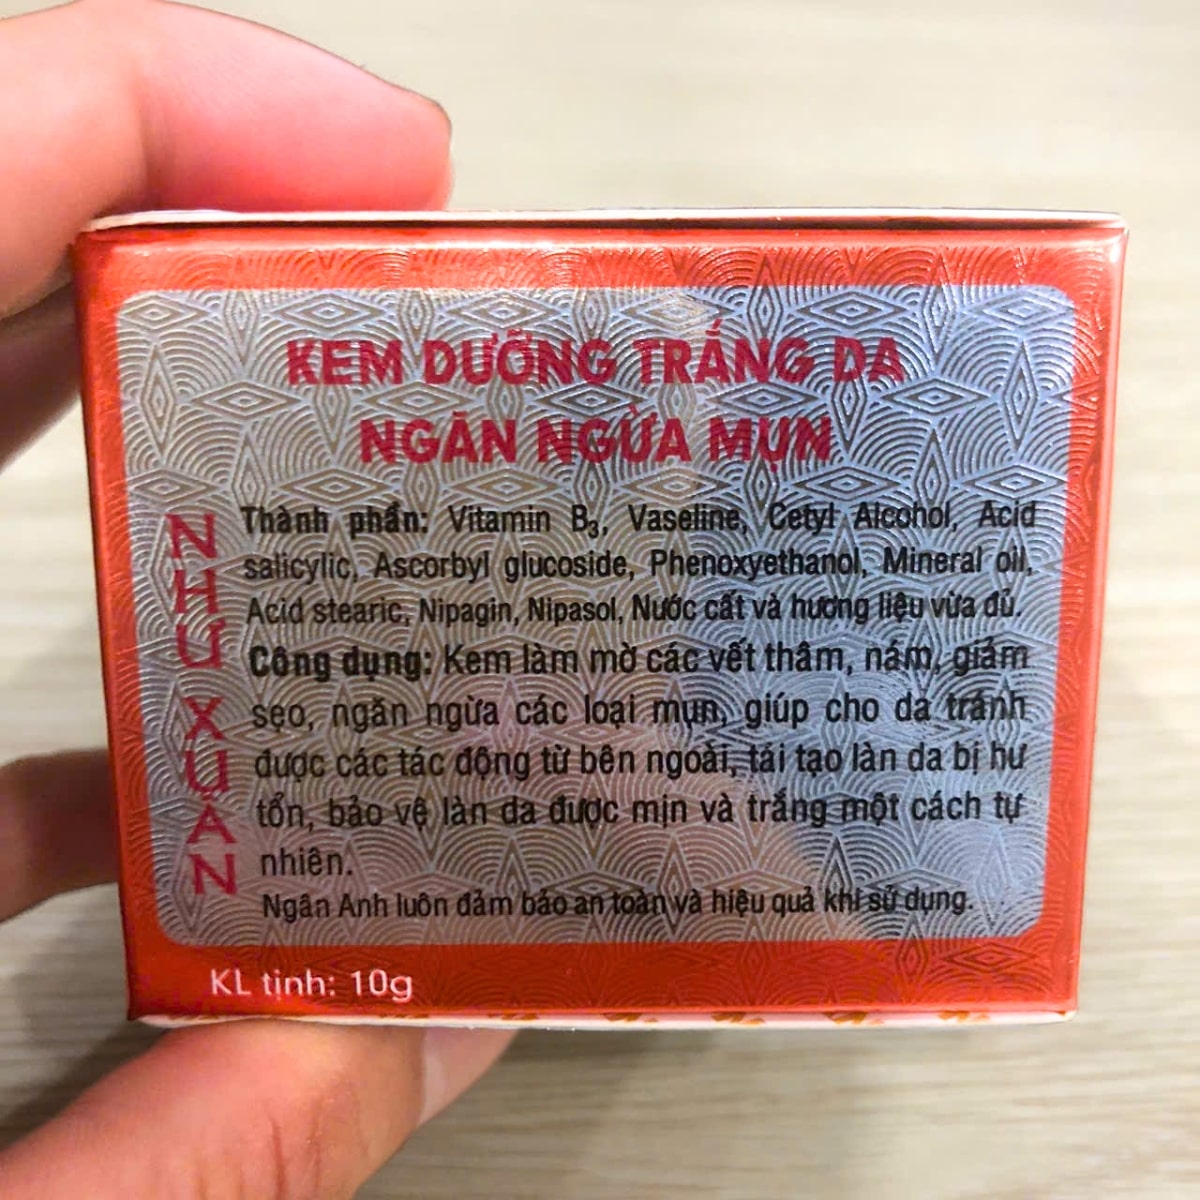 KEM DƯỠNG TRẮNG DA
NGĂN NGỪA MỤN
NHƯ XUÂN
Thành phần: Vitamin B₃, Vaseline, Cetyl Alcohol, Acid
salicylic, Ascorbyl glucoside, Phenoxyethanol, Mineral oil,
Acid stearic, Nipagin, Nipasol, Nước cất và hương liệu vừa đủ.
Công dụng: Kem làm mờ các vết thâm, nám, giảm
sẹo, ngăn ngừa các loại mụn, giúp cho da tránh
được các tác động từ bên ngoài, tái tạo làn da bị hư
tổn, bảo vệ làn da được mịn và trắng một cách tự
nhiên.
Ngân Anh luôn đảm bảo an toàn và hiệu quả khi sử dụng.
KL tịnh: 10g